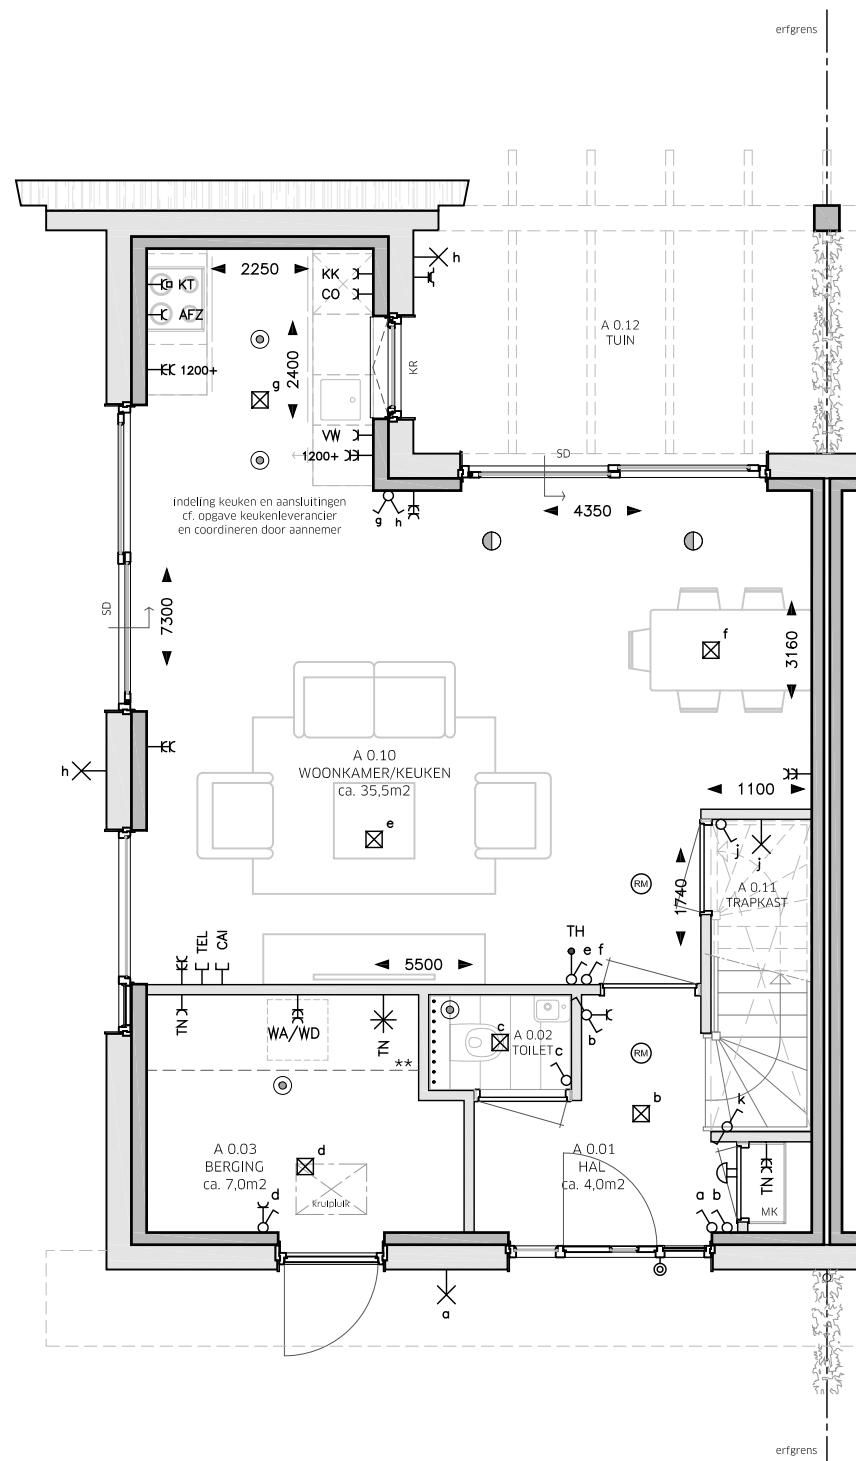 erfgrens
h
KK
CO
2250
KT
AFZ
1200+
g
2400
KR
A 0.12
TUIN
VW
1200+
SD
indeling keuken en aansluitingen
cf. opgave keukenleverancier
en coordineren door aannemer
g h
4350
SD
7300
f
3160
h
A 0.10
WOONKAMER/KEUKEN
ca. 35,5m2
e
1100
j
j
A 0.11
TRAPKAST
RM
1740
TEL
CAI
TH
e f
5500
TN
WA/WD
TN
**
c
A 0.02
TOILET
c
b
RM
b
k
A 0.03
BERGING
ca. 7,0m2
d
kruipluik
d
A 0.01
HAL
ca. 4,0m2
a b
TN
MK
a
erfgrens